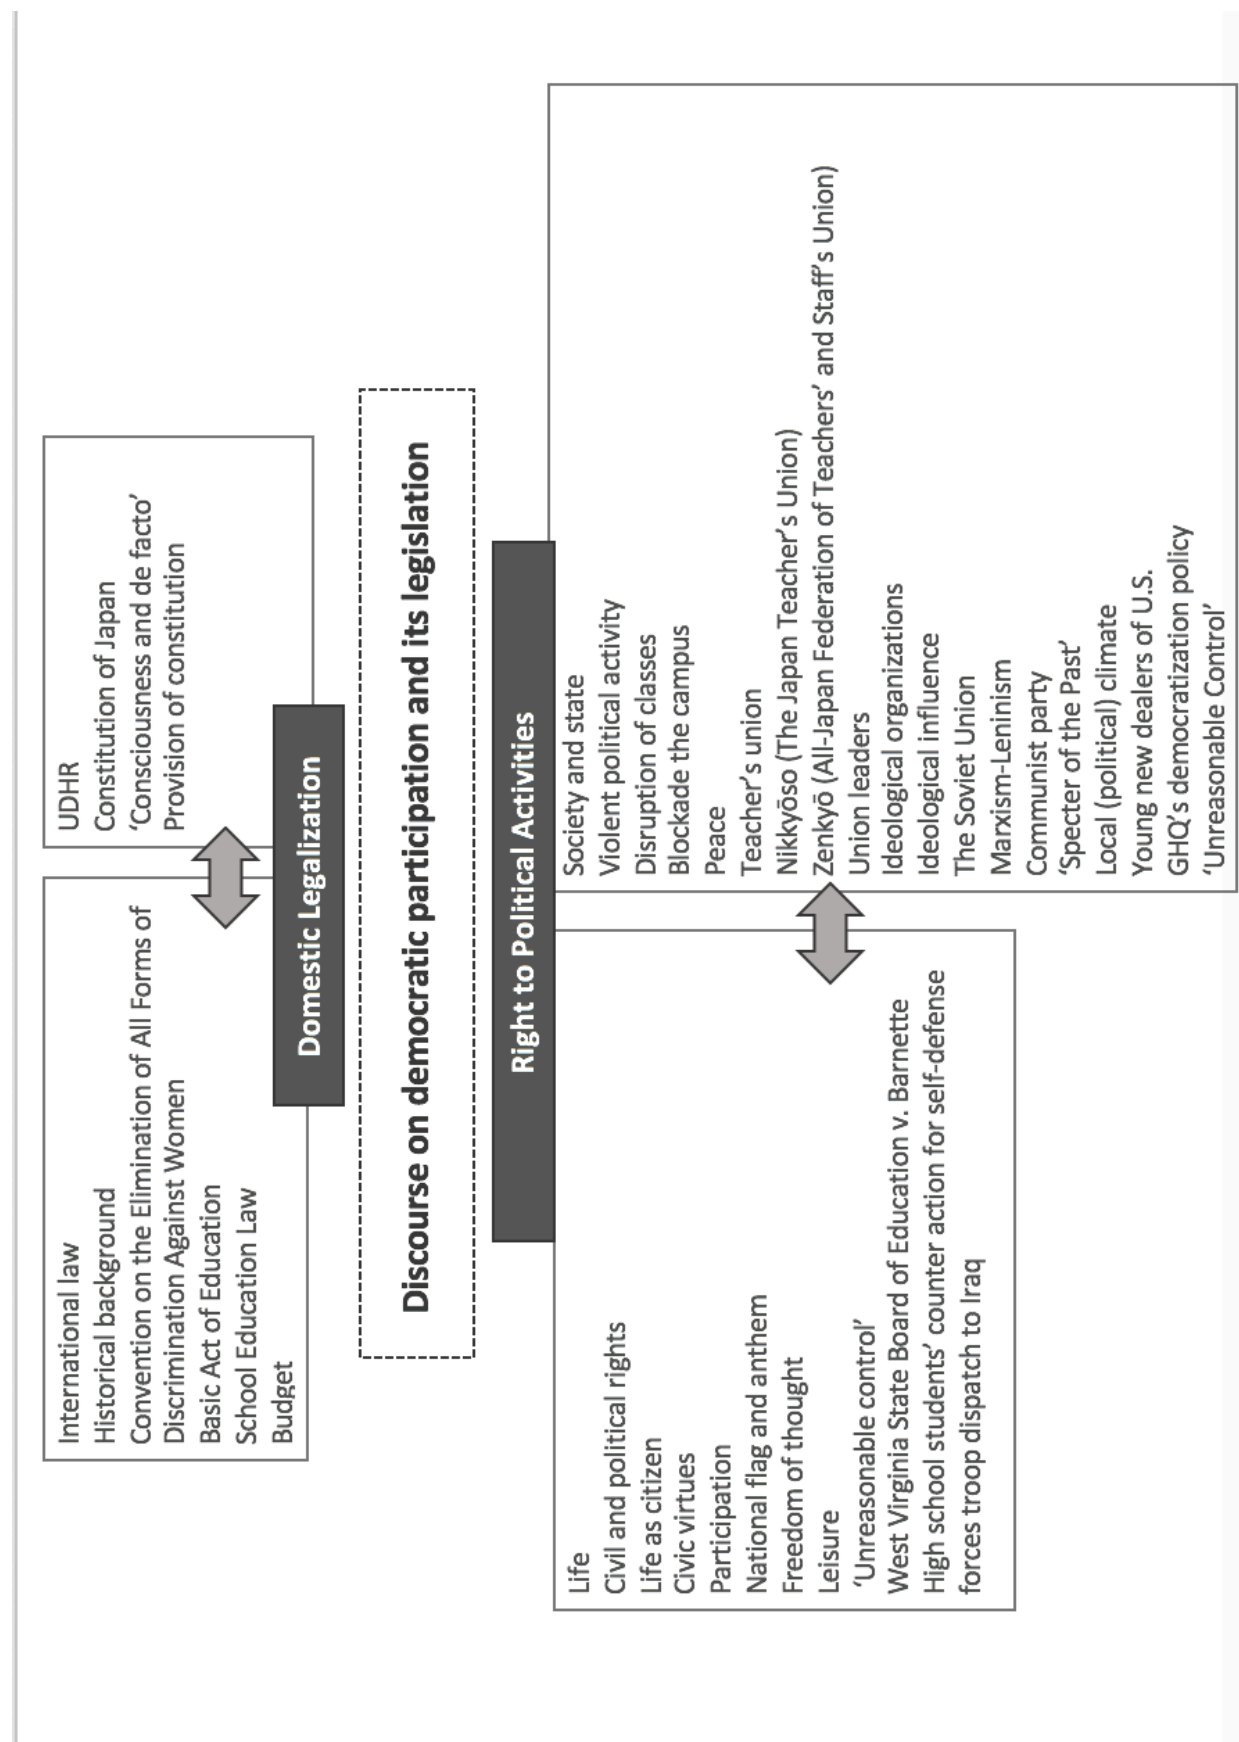 International law
Historical background
Convention on the Elimination of All Forms of
Discrimination Against Women
Basic Act of Education
School Education Law
Budget
UDHR
Constitution of Japan
‘Consciousness and de facto’
Provision of constitution
Domestic Legalization
Discourse on democratic participation and its legislation
Right to Political Activities
Life
Civil and political rights
Life as citizen
Civic virtues
Participation
National flag and anthem
Freedom of thought
Leisure
‘Unreasonable control’
West Virginia State Board of Education v. Barnette
High school students’ counter action for self-defense
forces troop dispatch to Iraq
Society and state
Violent political activity
Disruption of classes
Blockade the campus
Peace
Teacher’s union
Nikkyōso (The Japan Teacher’s Union)
Zenkyō (All-Japan Federation of Teachers’ and Staff’s Union)
Union leaders
Ideological organizations
Ideological influence
The Soviet Union
Marxism-Leninism
Communist party
‘Specter of the Past’
Local (political) climate
Young new dealers of U.S.
GHQ’s democratization policy
‘Unreasonable Control’